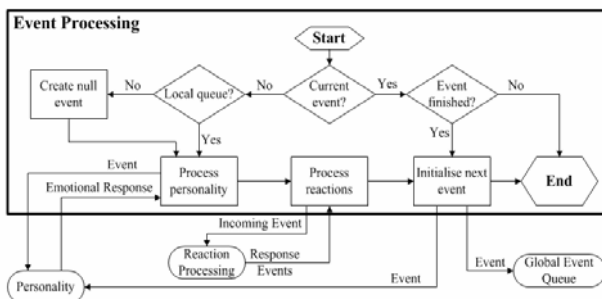 Event Processing
Start
No
No
Yes
No
Create null
event
Local queue?
Current
event?
Event
finished?
Yes
Yes
Event
Emotional Response
Process
personality
Process
reactions
Initialise next
event
End
Incoming Event
Reaction
Processing
Response
Events
Personality
Event
Event
Global Event
Queue